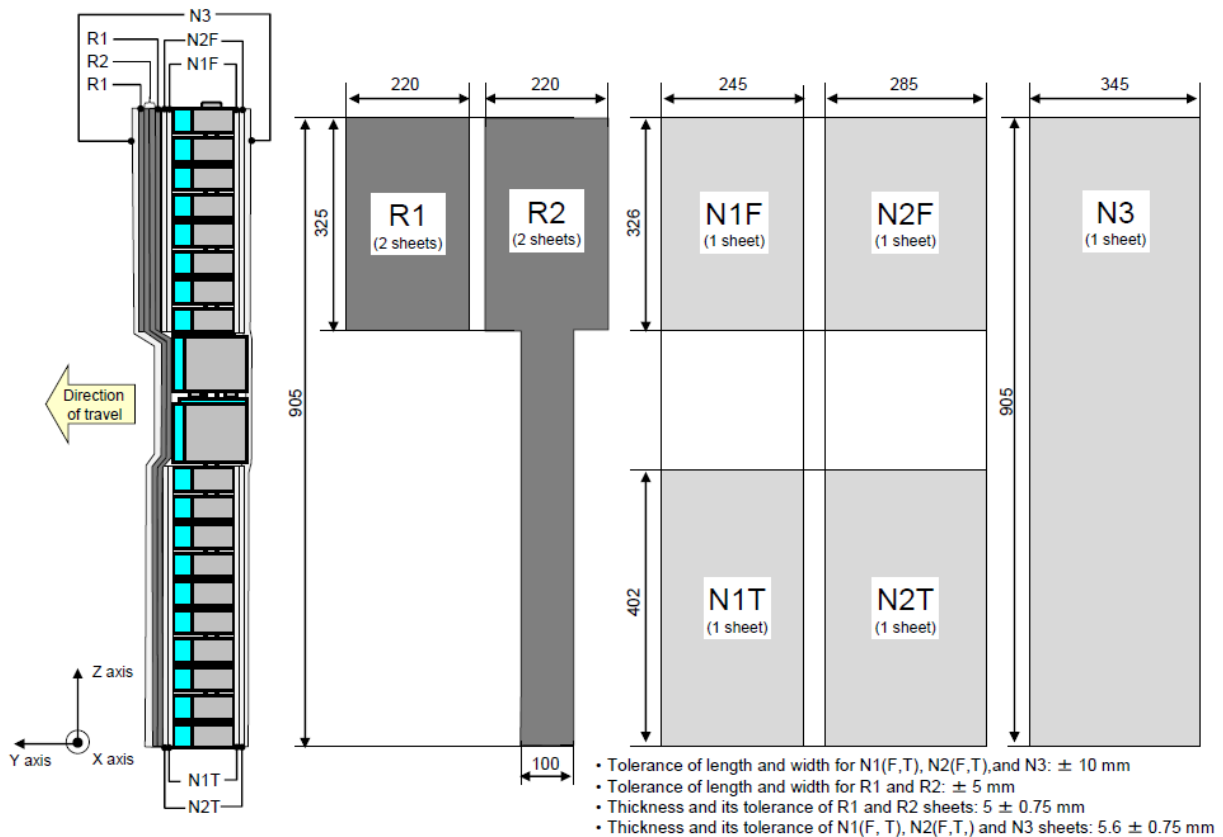 N3
R1
N2F
R2
N1F
R1
220
220
245
285
345
R1
(2 sheets)
R2
(2 sheets)
N1F
(1 sheet)
N2F
(1 sheet)
N3
(1 sheet)
325
326
905
905
Direction
of travel
402
N1T
(1 sheet)
N2T
(1 sheet)
Z axis
Y axis
X axis
N1T
N2T
100
• Tolerance of length and width for N1(F,T), N2(F,T),and N3: ± 10 mm
• Tolerance of length and width for R1 and R2: ± 5 mm
• Thickness and its tolerance of R1 and R2 sheets: 5 ± 0.75 mm
• Thickness and its tolerance of N1(F, T), N2(F,T,) and N3 sheets: 5.6 ± 0.75 mm